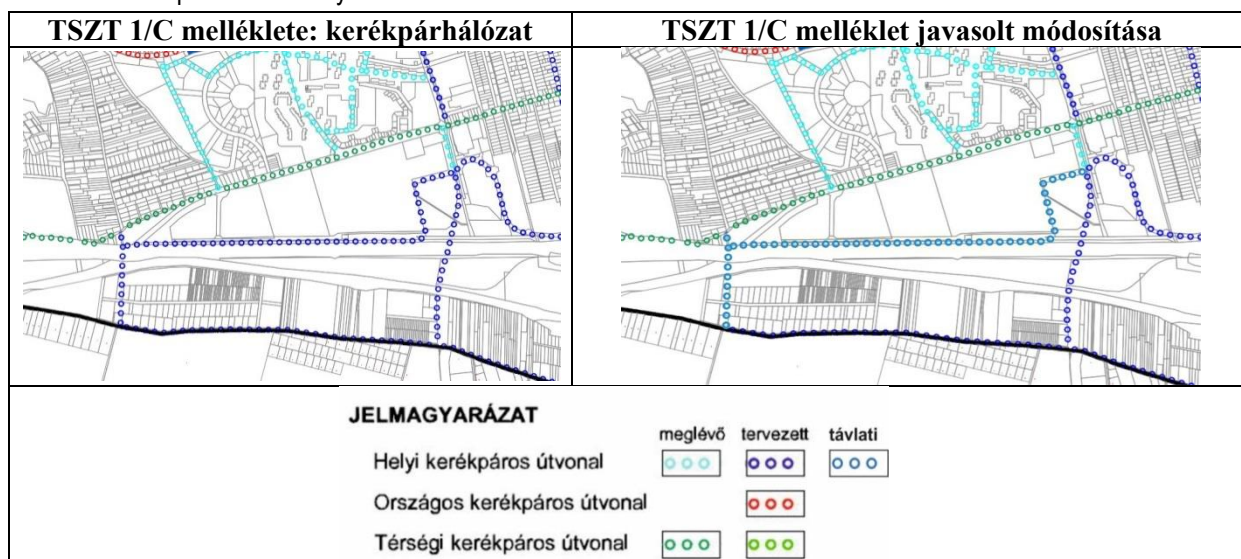 TSZT 1/C melléklete: kerékpárhálózat
TSZT 1/C melléklet javasolt módosítása
JELMAGYARÁZAT
meglévő tervezett távlati
Helyi kerékpáros útvonal
Országos kerékpáros útvonal
Térségi kerékpáros útvonal